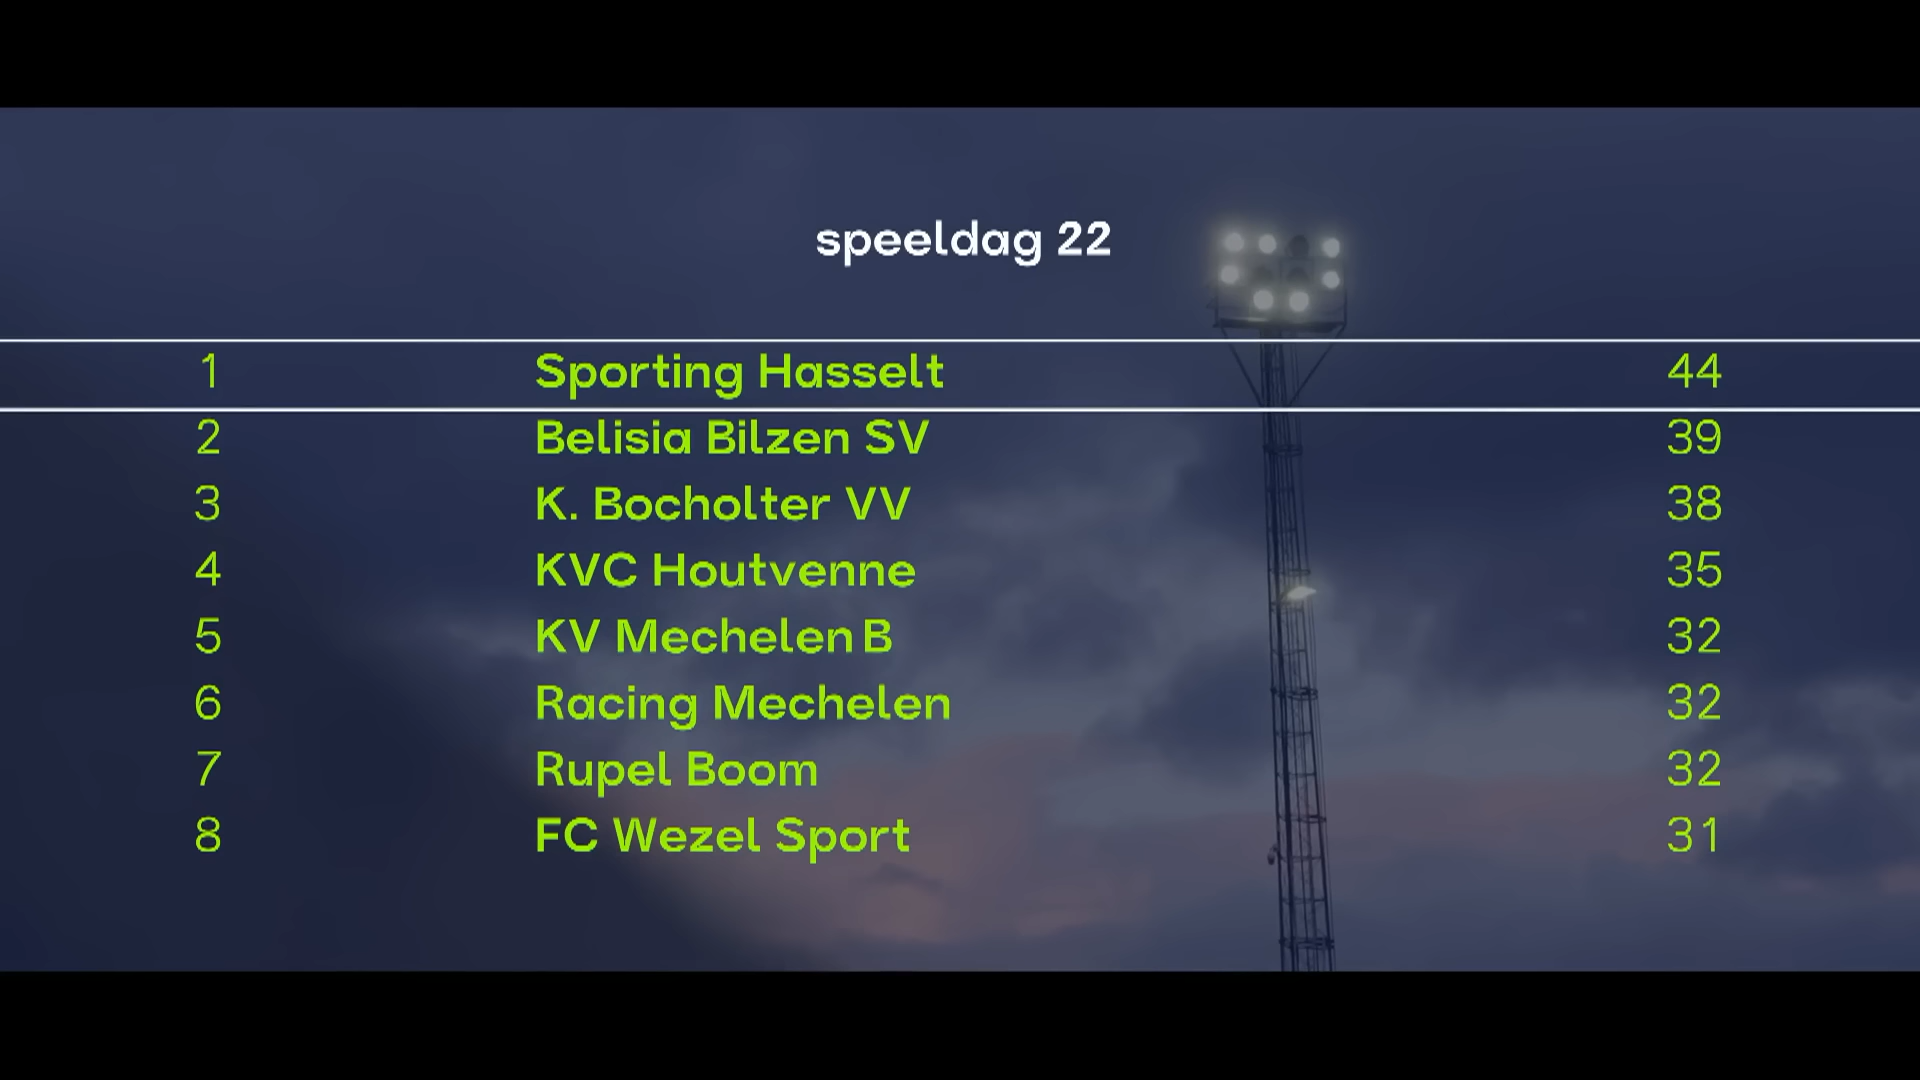 speeldag 22
1 Sporting Hasselt 44
2 Belisia Bilzen SV 39
3 K. Bocholter VV 38
4 KVC Houtvenne 35
5 KV Mechelen B 32
6 Racing Mechelen 32
7 Rupel Boom 32
8 FC Wezel Sport 31